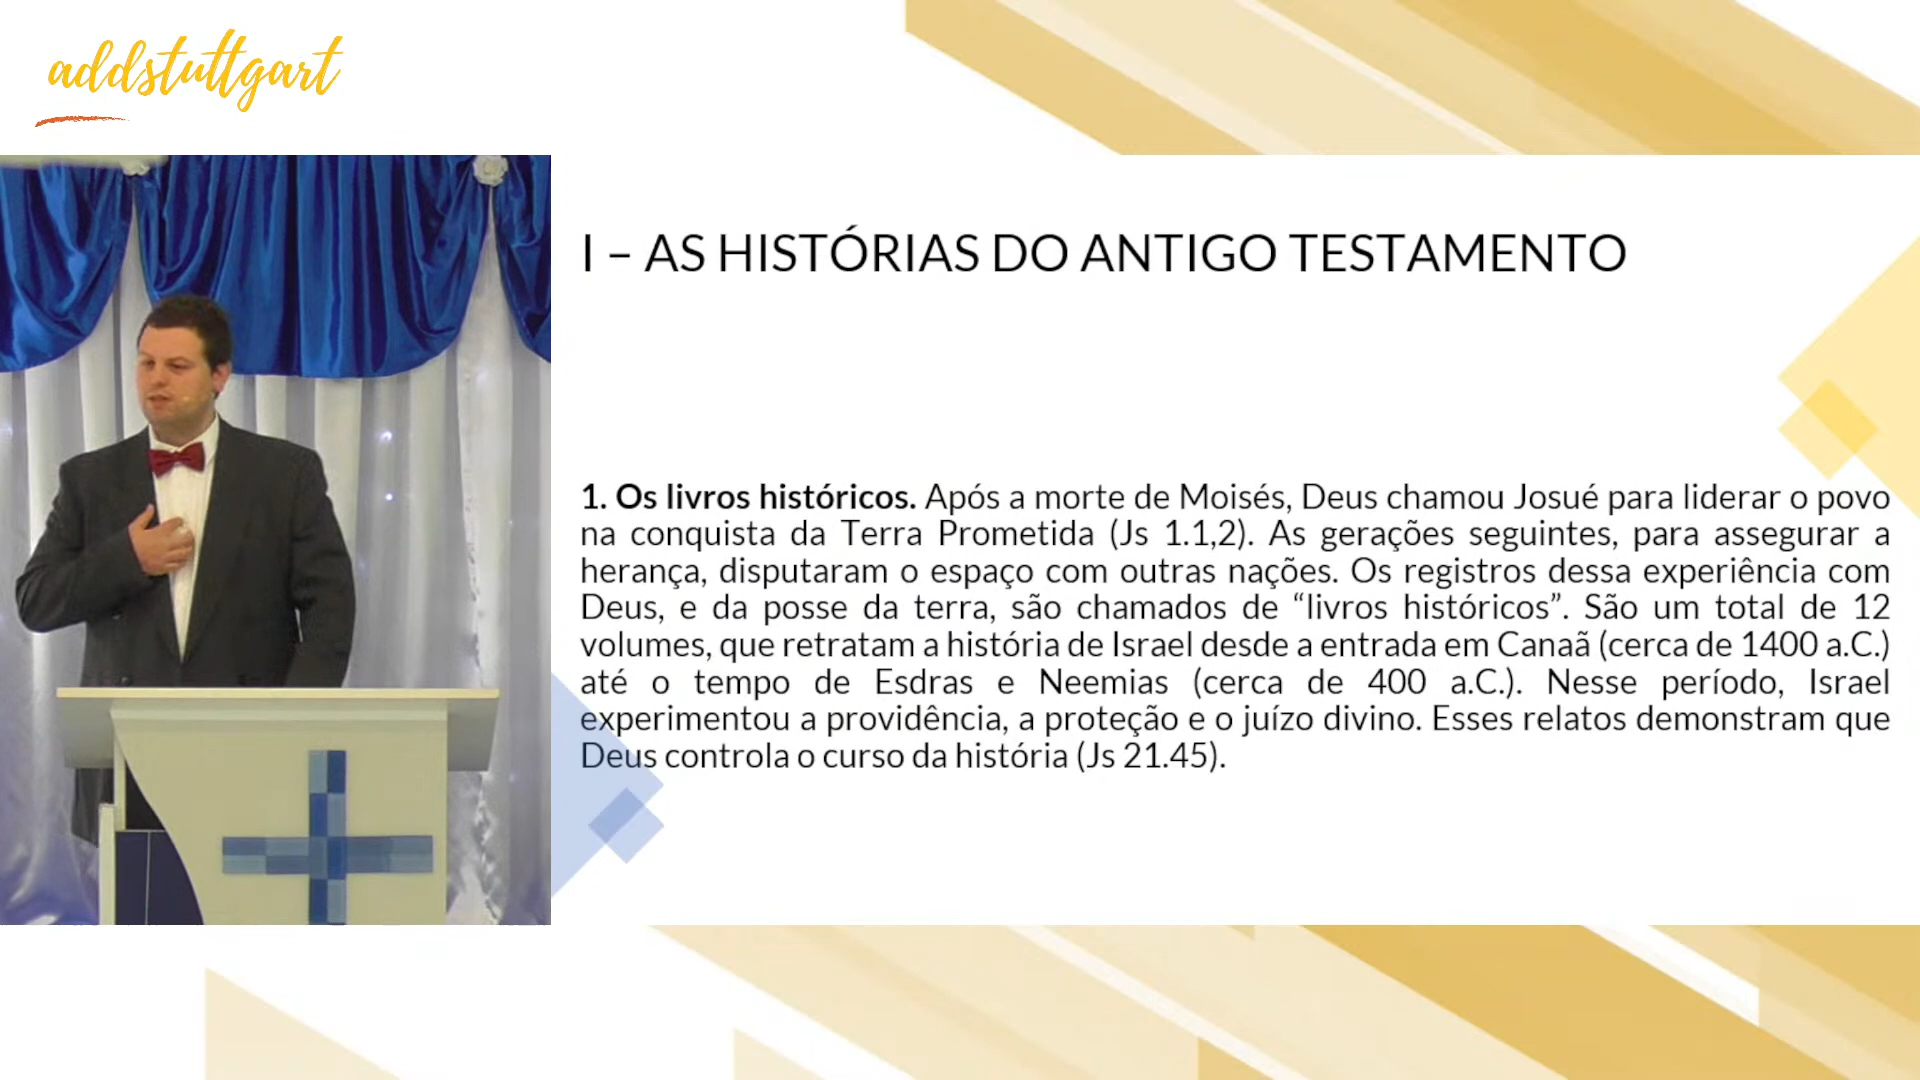 addstuttgart
I – AS HISTÓRIAS DO ANTIGO TESTAMENTO
1. Os livros históricos. Após a morte de Moisés, Deus chamou Josué para liderar o povo
na conquista da Terra Prometida (Js 1.1,2). As gerações seguintes, para assegurar a
herança, disputaram o espaço com outras nações. Os registros dessa experiência com
Deus, e da posse da terra, são chamados de “livros históricos”. São um total de 12
volumes, que retratam a história de Israel desde a entrada em Canaã (cerca de 1400 a.C.)
até o tempo de Esdras e Neemias (cerca de 400 a.C.). Nesse período, Israel
experimentou a providência, a proteção e o juízo divino. Esses relatos demonstram que
Deus controla o curso da história (Js 21.45).